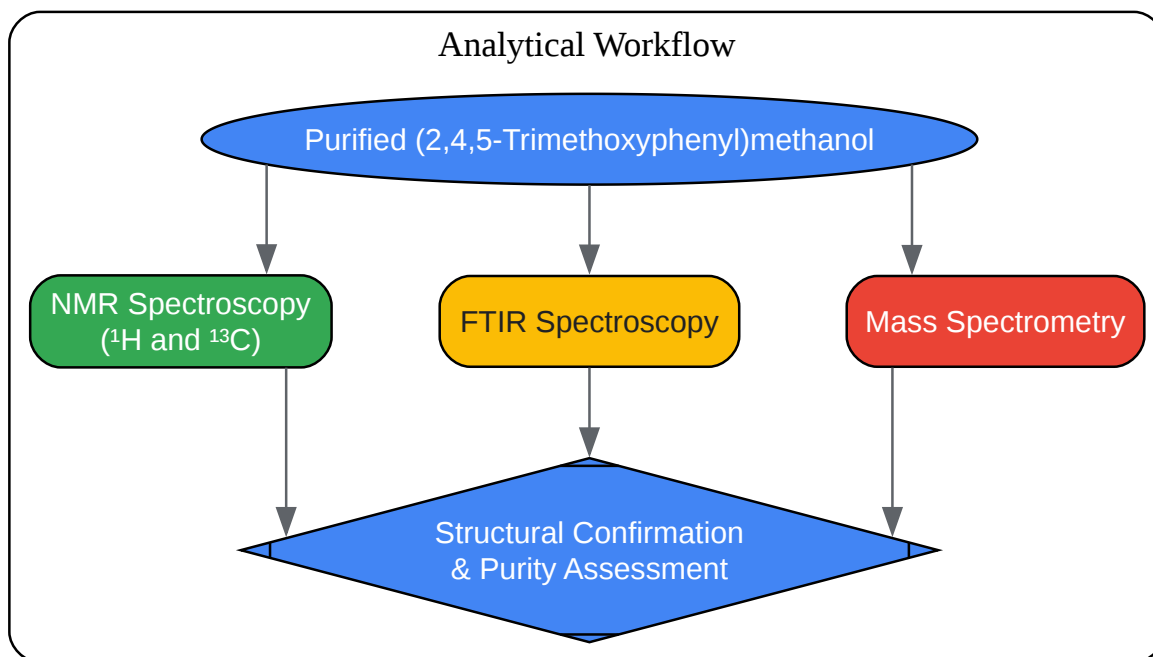 Analytical Workflow
Purified (2,4,5-Trimethoxyphenyl)methanol
NMR Spectroscopy
(¹H and ¹³C)
FTIR Spectroscopy
Mass Spectrometry
Structural Confirmation
& Purity Assessment